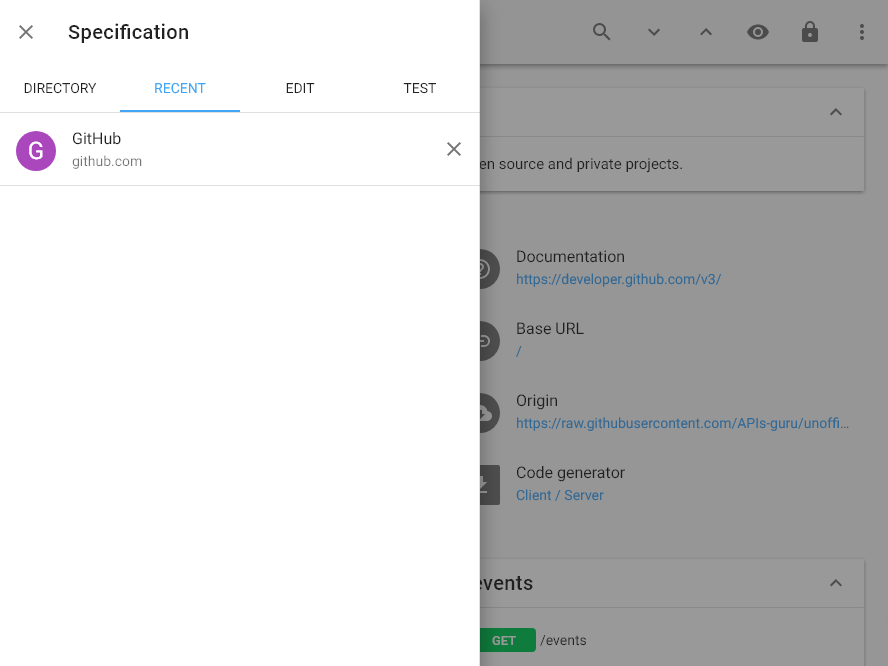 Specification
DIRECTORY
RECENT
EDIT
TEST
G
GitHub
github.com
en source and private projects.
Documentation
https://developer.github.com/v3/
Base URL
/
Origin
https://raw.githubusercontent.com/APIs-guru/unoffi…
Code generator
Client / Server
events
GET /events